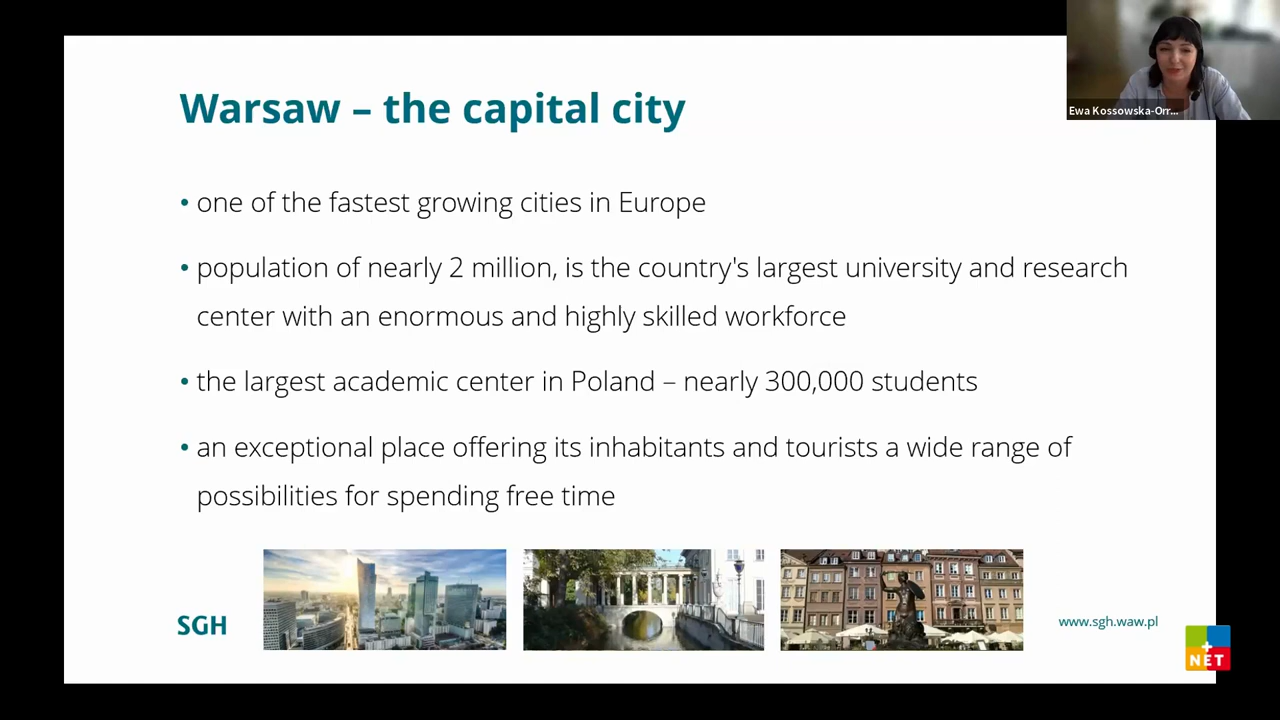 Warsaw – the capital city
Ewa Kossowska-Orr...
• one of the fastest growing cities in Europe
• population of nearly 2 million, is the country's largest university and research
center with an enormous and highly skilled workforce
• the largest academic center in Poland – nearly 300,000 students
• an exceptional place offering its inhabitants and tourists a wide range of
possibilities for spending free time
SGH
www.sgh.waw.pl
+
NET